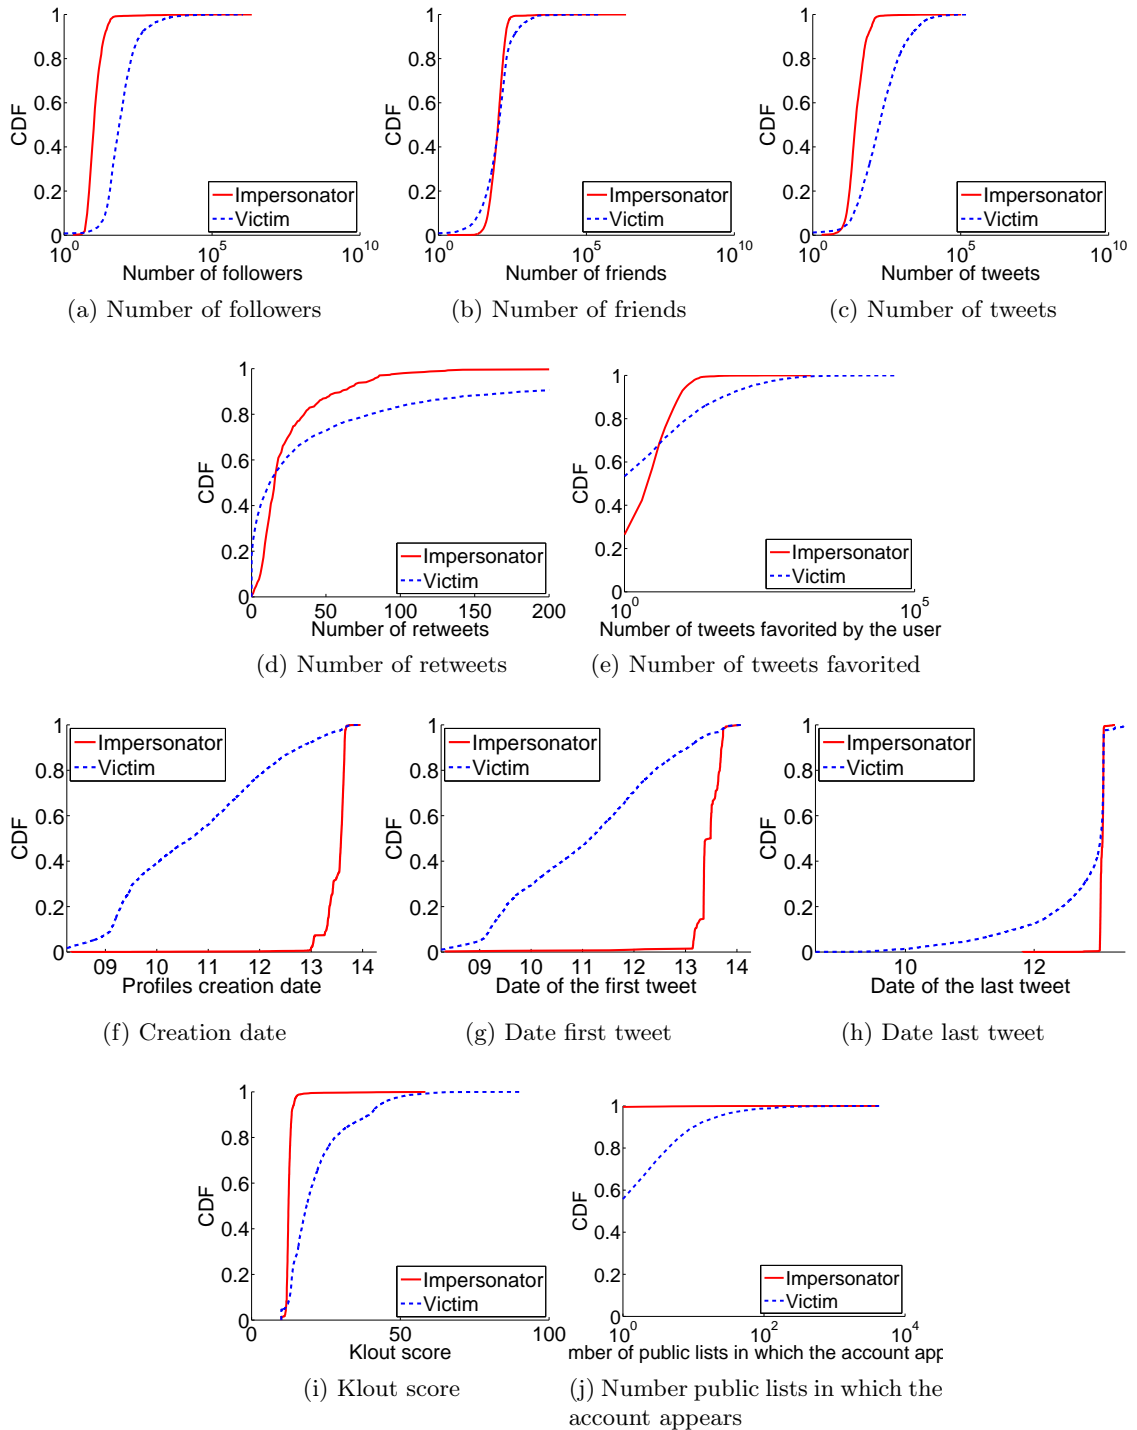 1
0.8
0.6
0.4
0.2
0
CDF
Impersonator
Victim
10^0 10^5 10^10
Number of followers
(a) Number of followers
1
0.8
0.6
0.4
0.2
0
CDF
Impersonator
Victim
10^0 10^5 10^10
Number of friends
(b) Number of friends
1
0.8
0.6
0.4
0.2
0
CDF
Impersonator
Victim
10^0 10^5 10^10
Number of tweets
(c) Number of tweets
1
0.8
0.6
0.4
0.2
0
CDF
Impersonator
Victim
0 50 100 150 200
Number of retweets
(d) Number of retweets
1
0.8
0.6
0.4
0.2
0
CDF
Impersonator
Victim
10^0 10^5
Number of tweets favorited by the user
(e) Number of tweets favorited
1
0.8
0.6
0.4
0.2
0
CDF
Impersonator
Victim
09 10 11 12 13 14
Profiles creation date
(f) Creation date
1
0.8
0.6
0.4
0.2
0
CDF
Impersonator
Victim
09 10 11 12 13 14
Date of the first tweet
(g) Date first tweet
1
0.8
0.6
0.4
0.2
0
CDF
Impersonator
Victim
10 12
Date of the last tweet
(h) Date last tweet
1
0.8
0.6
0.4
0.2
0
CDF
Impersonator
Victim
0 50 100
Klout score
(i) Klout score
1
0.8
0.6
0.4
0.2
0
CDF
Impersonator
Victim
10^0 10^2 10^4
mber of public lists in which the account app
(j) Number public lists in which the
account appears